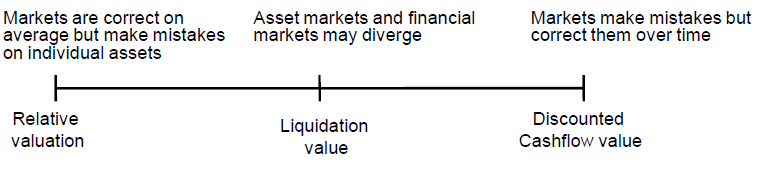 Markets are correct on
average but make mistakes
on individual assets
Asset markets and financial
markets may diverge
Markets make mistakes but
correct them over time
Relative
valuation
Liquidation
value
Discounted
Cashflow value